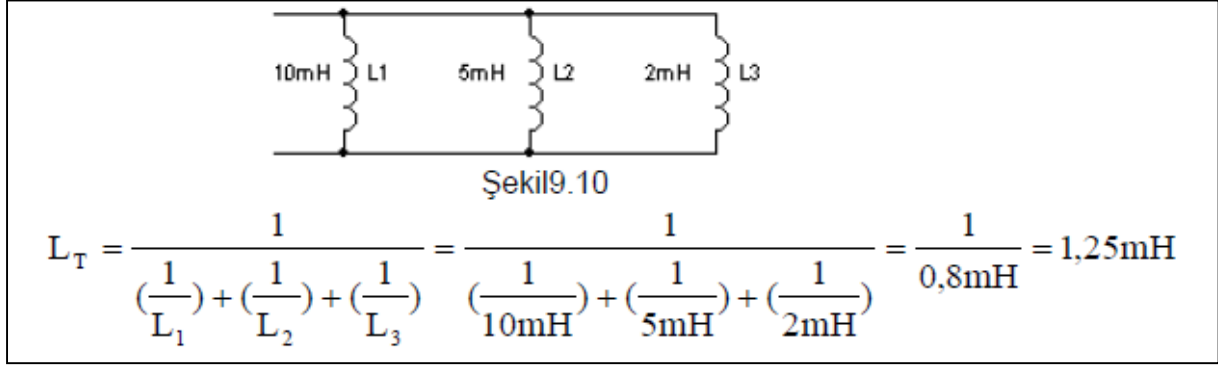 10mH L1 5mH L2 2mH L3
Şekil9.10
L_T = 1 / ((1/L_1) + (1/L_2) + (1/L_3)) = 1 / ((1/10mH) + (1/5mH) + (1/2mH)) = 1 / 0,8mH = 1,25mH